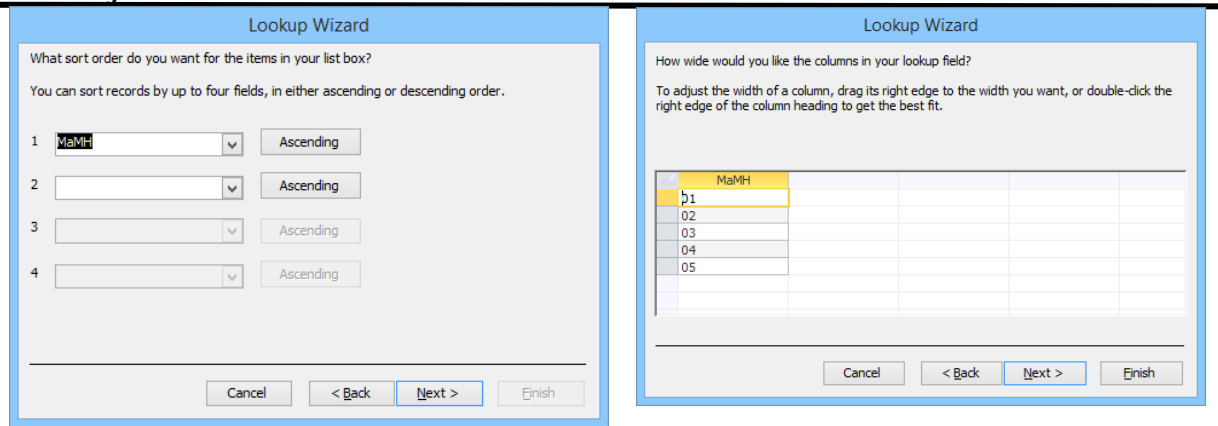 Lookup Wizard
What sort order do you want for the items in your list box?
You can sort records by up to four fields, in either ascending or descending order.
1 MaMH Ascending
2 Ascending
3 Ascending
4 Ascending
Cancel < Back Next > Finish
Lookup Wizard
How wide would you like the columns in your lookup field?
To adjust the width of a column, drag its right edge to the width you want, or double-click the
right edge of the column heading to get the best fit.
MaMH
01
02
03
04
05
Cancel < Back Next > Finish